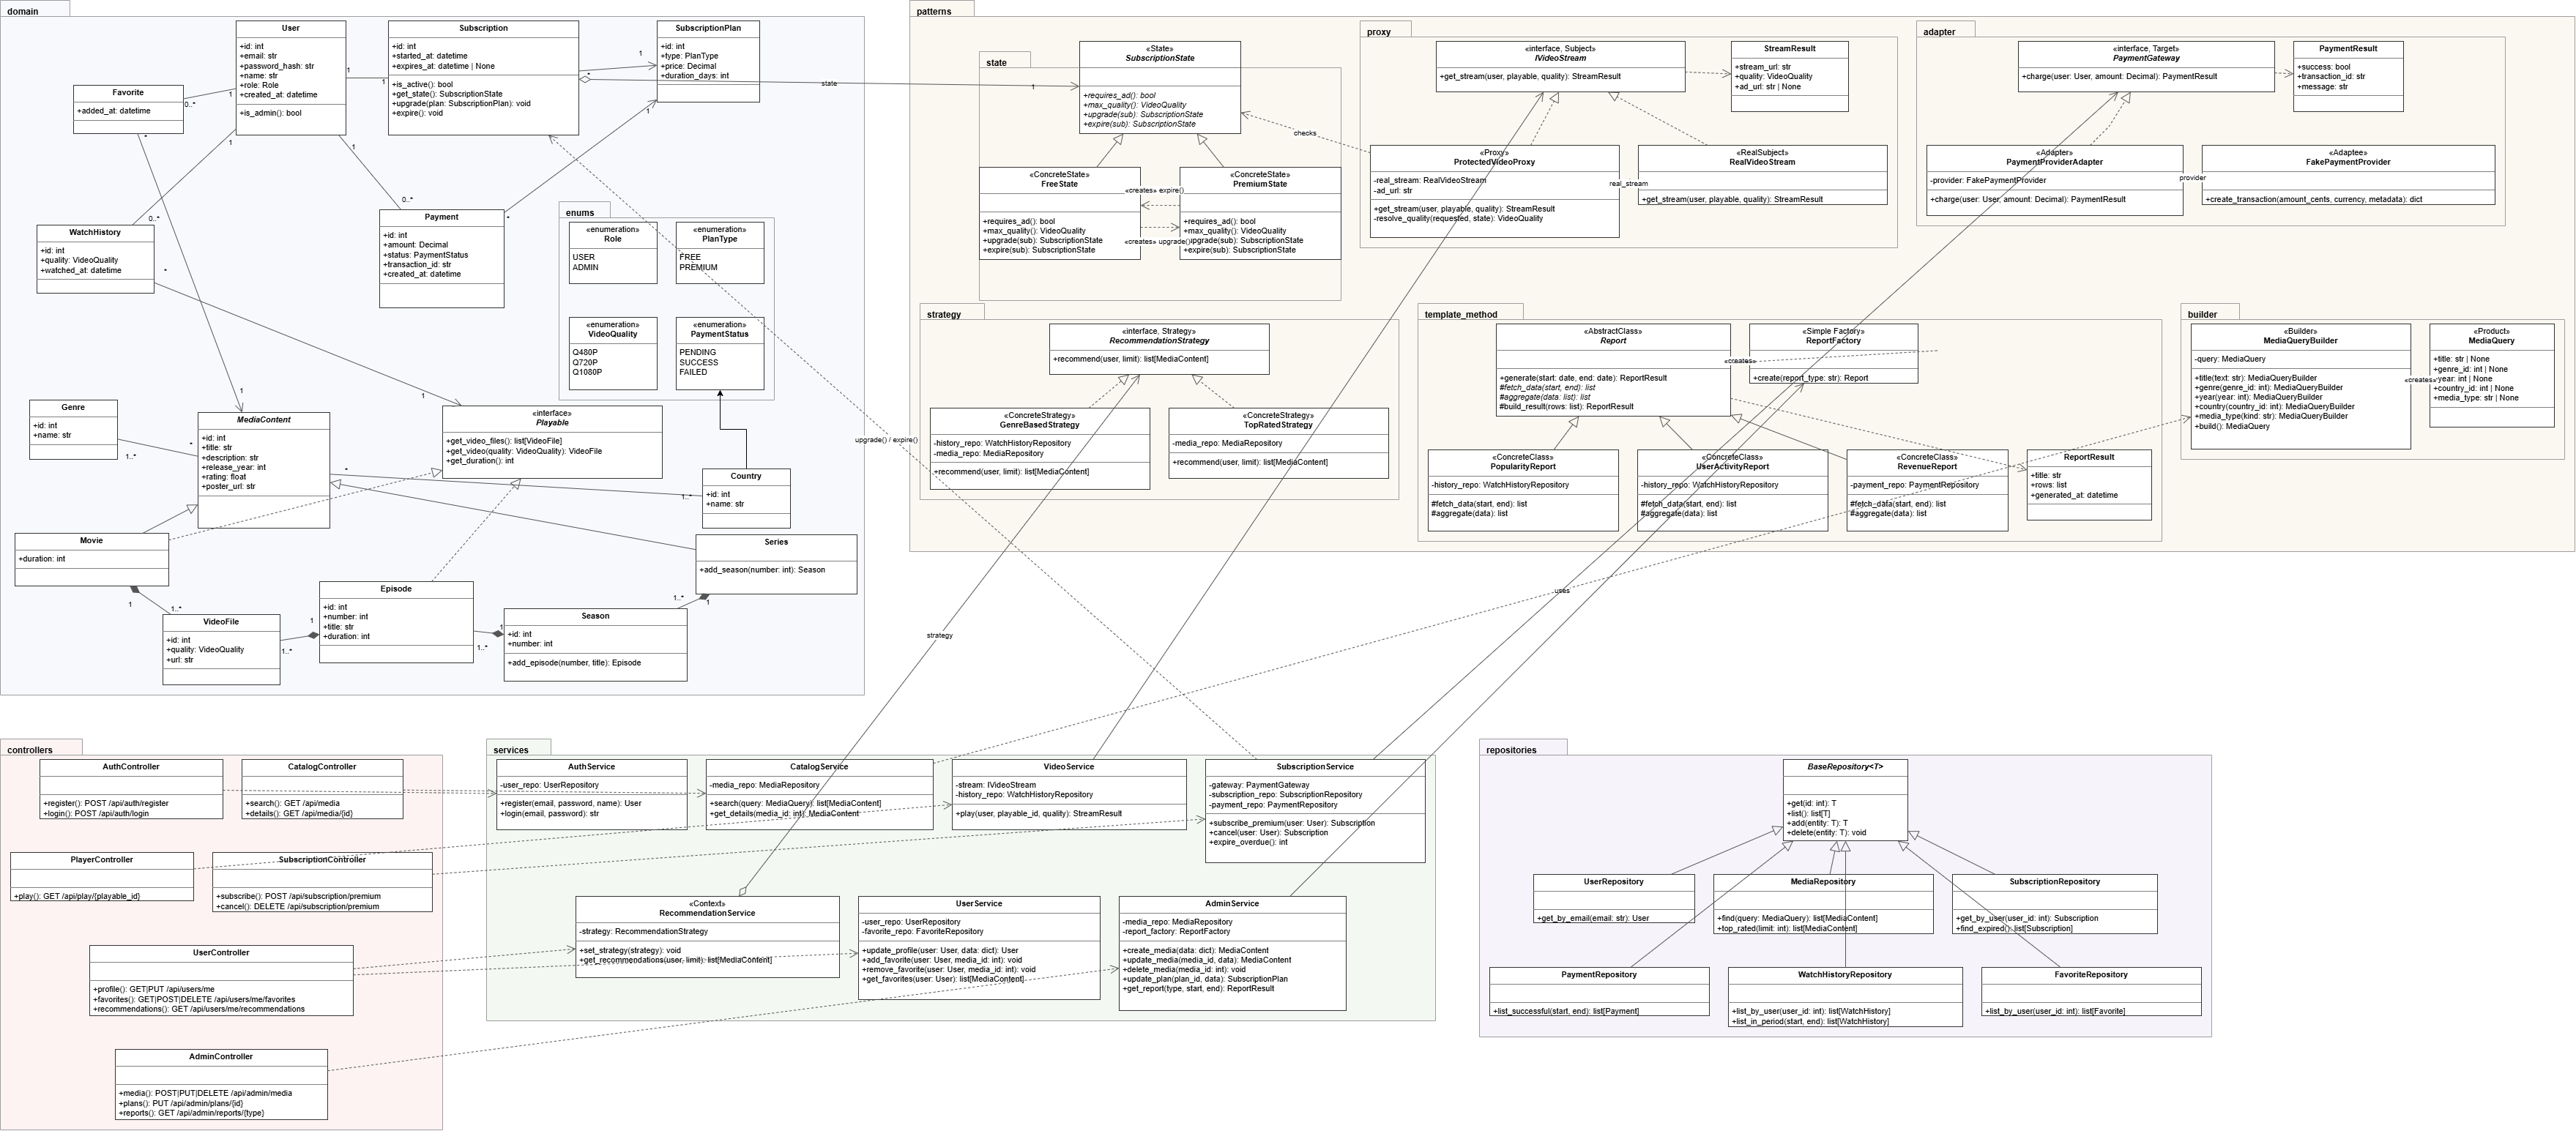 domain
User
+id: int
+email: str
+password_hash: str
+name: str
+role: Role
+created_at: datetime
+is_admin(): bool
Subscription
+id: int
+started_at: datetime
+expires_at: datetime | None
+is_active(): bool
+get_state(): SubscriptionState
+upgrade(plan: SubscriptionPlan): void
+expire(): void
SubscriptionPlan
+id: int
+type: PlanType
+price: Decimal
+duration_days: int
Favorite
+added_at: datetime
WatchHistory
+id: int
+quality: VideoQuality
+watched_at: datetime
Payment
+id: int
+amount: Decimal
+status: PaymentStatus
+transaction_id: str
+created_at: datetime
enums
«enumeration»
Role
USER
ADMIN
«enumeration»
PlanType
FREE
PREMIUM
«enumeration»
VideoQuality
Q480P
Q720P
Q1080P
«enumeration»
PaymentStatus
PENDING
SUCCESS
FAILED
Genre
+id: int
+name: str
MediaContent
+id: int
+title: str
+description: str
+release_year: int
+rating: float
+poster_url: str
«interface»
Playable
+get_video_files(): list[VideoFile]
+get_video(quality: VideoQuality): VideoFile
+get_duration(): int
Country
+id: int
+name: str
Movie
+duration: int
Series
+add_season(number: int): Season
Episode
+id: int
+number: int
+title: str
+duration: int
Season
+id: int
+number: int
+add_episode(number, title): Episode
VideoFile
+id: int
+quality: VideoQuality
+url: str
1
1
1
0..*
1
0..*
1
0..*
*
1
*
1
*
1
*
1..*
*
1..*
1
1..*
1
1..*
1
1..*
1..*
1
*
1
state
1
patterns
state
«State»
SubscriptionState
+requires_ad(): bool
+max_quality(): VideoQuality
+upgrade(sub): SubscriptionState
+expire(sub): SubscriptionState
«ConcreteState»
FreeState
+requires_ad(): bool
+max_quality(): VideoQuality
+upgrade(sub): SubscriptionState
+expire(sub): SubscriptionState
«ConcreteState»
PremiumState
+requires_ad(): bool
+max_quality(): VideoQuality
upgrade(sub): SubscriptionState
+expire(sub): SubscriptionState
«creates» expire()
«creates» upgrade()
checks
proxy
«interface, Subject»
IVideoStream
+get_stream(user, playable, quality): StreamResult
StreamResult
+stream_url: str
+quality: VideoQuality
+ad_url: str | None
«Proxy»
ProtectedVideoProxy
-real_stream: RealVideoStream
-ad_url: str
+get_stream(user, playable, quality): StreamResult
-resolve_quality(requested, state): VideoQuality
real_stream
«RealSubject»
RealVideoStream
+get_stream(user, playable, quality): StreamResult
adapter
«interface, Target»
PaymentGateway
+charge(user: User, amount: Decimal): PaymentResult
PaymentResult
+success: bool
+transaction_id: str
+message: str
«Adapter»
PaymentProviderAdapter
-provider: FakePaymentProvider
+charge(user: User, amount: Decimal): PaymentResult
provider
«Adaptee»
FakePaymentProvider
+create_transaction(amount_cents, currency, metadata): dict
strategy
«interface, Strategy»
RecommendationStrategy
+recommend(user, limit): list[MediaContent]
«ConcreteStrategy»
GenreBasedStrategy
-history_repo: WatchHistoryRepository
-media_repo: MediaRepository
+recommend(user, limit): list[MediaContent]
«ConcreteStrategy»
TopRatedStrategy
-media_repo: MediaRepository
+recommend(user, limit): list[MediaContent]
upgrade() / expire()
template_method
«AbstractClass»
Report
+generate(start: date, end: date): ReportResult
#fetch_data(start, end): list
#aggregate(data: list): list
#build_result(rows: list): ReportResult
«Simple Factory»
ReportFactory
+create(report_type: str): Report
«creates»
«ConcreteClass»
PopularityReport
-history_repo: WatchHistoryRepository
#fetch_data(start, end): list
#aggregate(data): list
«ConcreteClass»
UserActivityReport
-history_repo: WatchHistoryRepository
#fetch_data(start, end): list
#aggregate(data): list
«ConcreteClass»
RevenueReport
-payment_repo: PaymentRepository
#fetch_data(start, end): list
#aggregate(data): list
ReportResult
+title: str
+rows: list
+generated_at: datetime
builder
«Builder»
MediaQueryBuilder
-query: MediaQuery
+title(text: str): MediaQueryBuilder
+genre(genre_id: int): MediaQueryBuilder
+year(year: int): MediaQueryBuilder
+country(country_id: int): MediaQueryBuilder
+media_type(kind: str): MediaQueryBuilder
+build(): MediaQuery
«creates»
«Product»
MediaQuery
+title: str | None
+genre_id: int | None
year: int | None
+country_id: int | None
+media_type: str | None
uses
strategy
controllers
AuthController
+register(): POST /api/auth/register
+login(): POST /api/auth/login
CatalogController
+search(): GET /api/media
+details(): GET /api/media/{id}
PlayerController
+play(): GET /api/play/{playable_id}
SubscriptionController
+subscribe(): POST /api/subscription/premium
+cancel(): DELETE /api/subscription/premium
UserController
+profile(): GET|PUT /api/users/me
+favorites(): GET|POST|DELETE /api/users/me/favorites
+recommendations(): GET /api/users/me/recommendations
AdminController
+media(): POST|PUT|DELETE /api/admin/media
+plans(): PUT /api/admin/plans/{id}
+reports(): GET /api/admin/reports/{type}
services
AuthService
-user_repo: UserRepository
+register(email, password, name): User
+login(email, password): str
CatalogService
-media_repo: MediaRepository
+search(query: MediaQuery): list[MediaContent]
+get_details(media_id: int): MediaContent
VideoService
-stream: IVideoStream
-history_repo: WatchHistoryRepository
+play(user, playable_id, quality): StreamResult
SubscriptionService
-gateway: PaymentGateway
-subscription_repo: SubscriptionRepository
-payment_repo: PaymentRepository
+subscribe_premium(user: User): Subscription
+cancel(user: User): Subscription
+expire_overdue(): int
«Context»
RecommendationService
-strategy: RecommendationStrategy
+set_strategy(strategy): void
+get_recommendations(user, limit): list[MediaContent]
UserService
-user_repo: UserRepository
-favorite_repo: FavoriteRepository
+update_profile(user: User, data: dict): User
+add_favorite(user: User, media_id: int): void
+remove_favorite(user: User, media_id: int): void
+get_favorites(user: User): list[MediaContent]
AdminService
-media_repo: MediaRepository
-report_factory: ReportFactory
+create_media(data: dict): MediaContent
+update_media(media_id, data): MediaContent
+delete_media(media_id: int): void
+update_plan(plan_id, data): SubscriptionPlan
+get_report(type, start, end): ReportResult
repositories
BaseRepository<T>
+get(id: int): T
+list(): list[T]
+add(entity: T): T
+delete(entity: T): void
UserRepository
+get_by_email(email: str): User
MediaRepository
+find(query: MediaQuery): list[MediaContent]
+top_rated(limit: int): list[MediaContent]
SubscriptionRepository
+get_by_user(user_id: int): Subscription
+find_expired(): list[Subscription]
PaymentRepository
+list_successful(start, end): list[Payment]
WatchHistoryRepository
+list_by_user(user_id: int): list[WatchHistory]
+list_in_period(start, end): list[WatchHistory]
FavoriteRepository
+list_by_user(user_id: int): list[Favorite]